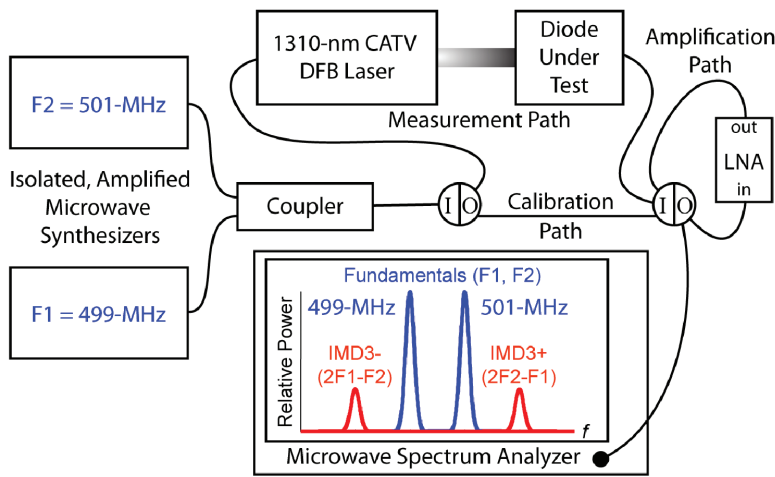 1310-nm CATV
DFB Laser
Diode
Under
Test
Amplification
Path
F2 = 501-MHz
Measurement Path
out
LNA
in
Isolated, Amplified
Microwave
Synthesizers
Coupler
I O
Calibration
Path
I O
F1 = 499-MHz
Fundamentals (F1, F2)
499-MHz
501-MHz
IMD3-
(2F1-F2)
IMD3+
(2F2-F1)
Relative Power
f
Microwave Spectrum Analyzer